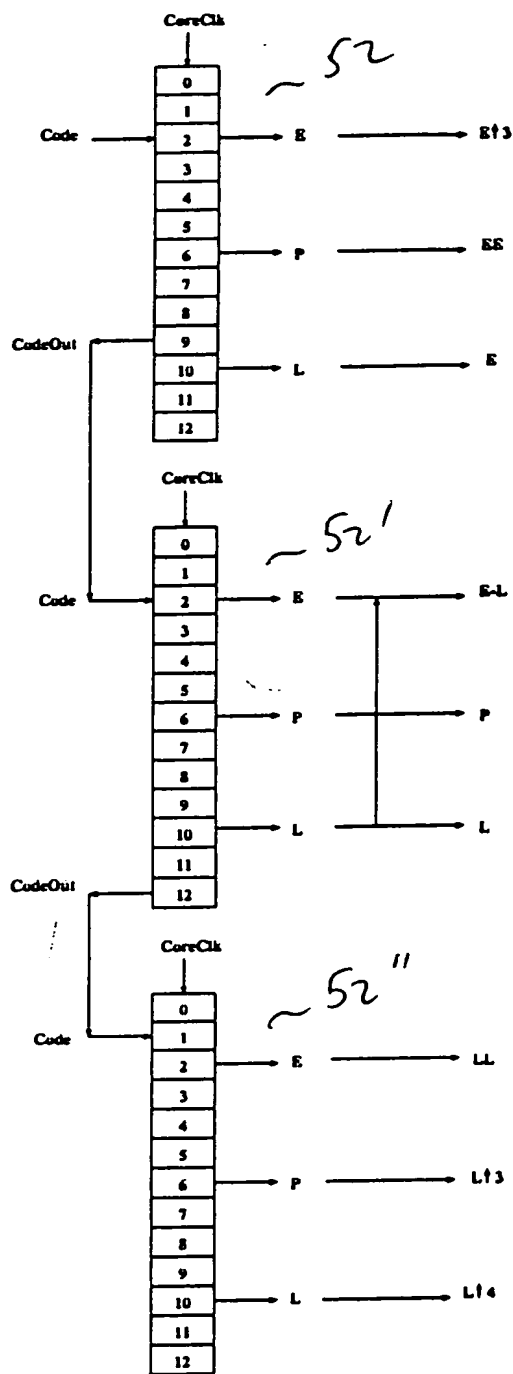 CoreClk
52
0
1
Code 2 E E↑3
3
4
5
6 P EE
7
8
CodeOut 9
10 L E
11
12
CoreClk
52'
0
1
Code 2 E E-L
3
4
5
6 P P
7
8
9
10 L L
11
CodeOut 12
CoreClk
52"
0
Code 1
2 E LL
3
4
5
6 P L↑3
7
8
9
10 L L↑4
11
12